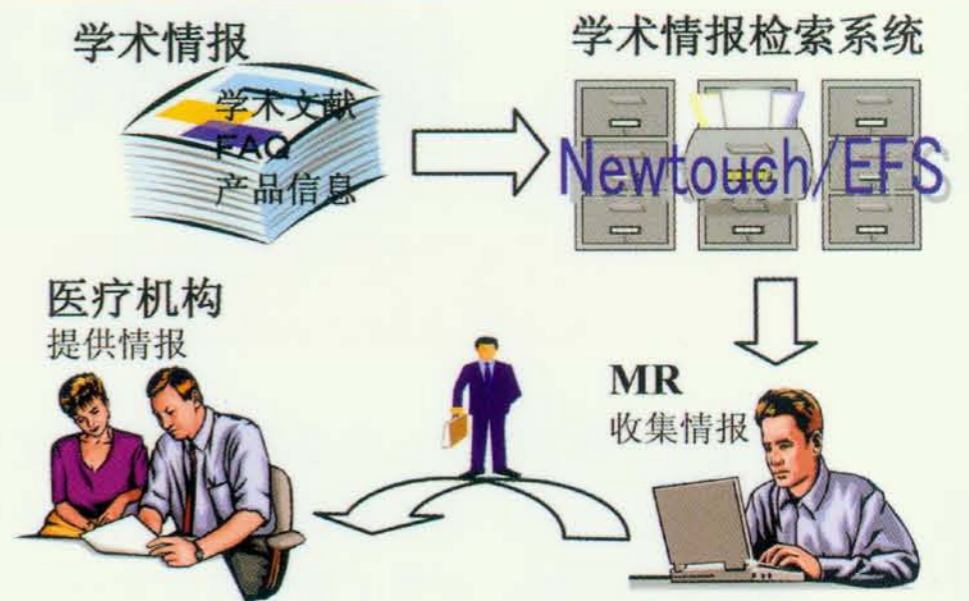 学术情报
学术文献
FAQ
产品信息
学术情报检索系统
Newtouch/EFS
医疗机构
提供情报
MR
收集情报